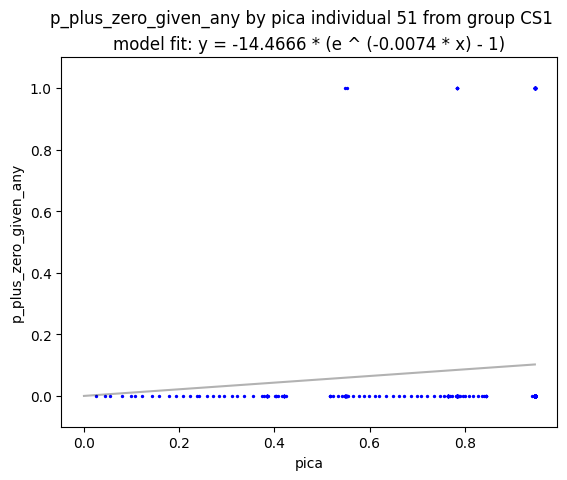 p_plus_zero_given_any by pica individual 51 from group CS1
model fit: y = -14.4666 * (e ^ (-0.0074 * x) - 1)
1.0
0.8
0.6
0.4
0.2
0.0
p_plus_zero_given_any
0.0 0.2 0.4 0.6 0.8
pica